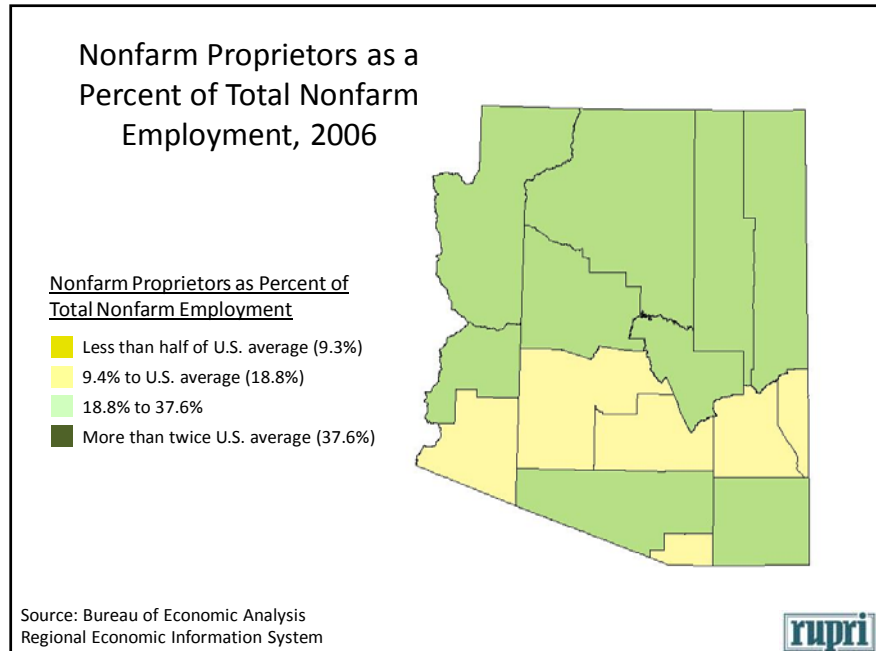 Nonfarm Proprietors as a
Percent of Total Nonfarm
Employment, 2006
Nonfarm Proprietors as Percent of
Total Nonfarm Employment
Less than half of U.S. average (9.3%)
9.4% to U.S. average (18.8%)
18.8% to 37.6%
More than twice U.S. average (37.6%)
Source: Bureau of Economic Analysis
Regional Economic Information System
rupri